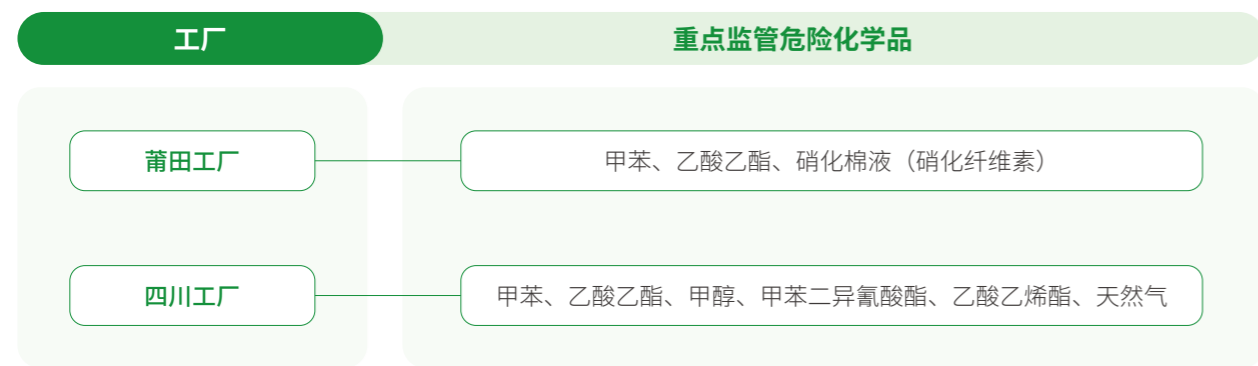 工厂
重点监管危险化学品
莆田工厂
甲苯、乙酸乙酯、硝化棉液（硝化纤维素）
四川工厂
甲苯、乙酸乙酯、甲醇、甲苯二异氰酸酯、乙酸乙烯酯、天然气